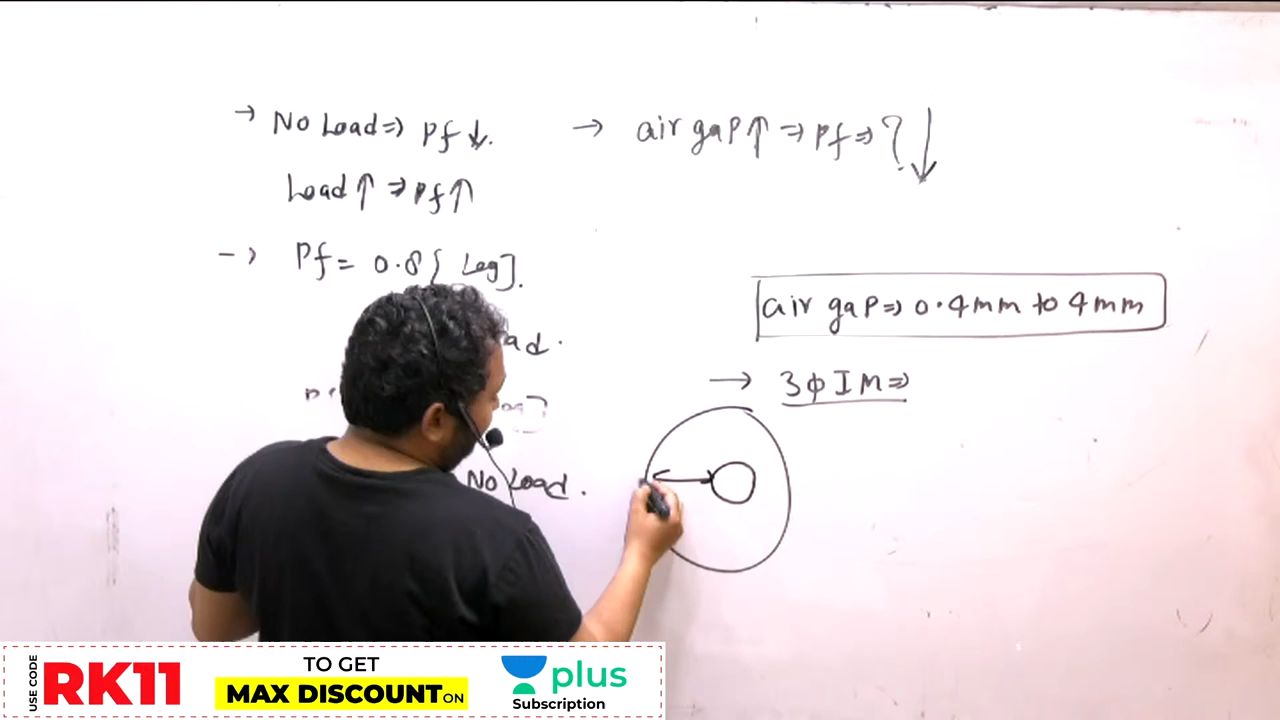 → No Load ⇒ Pf ↓.
Load ↑ ⇒ Pf ↑
→ Pf = 0.8 [Lag].
No Load.
→ air gap ↑ ⇒ Pf ⇒ ? ↓
air gap ⇒ 0.4mm to 4mm
→ 3φ IM ⇒
USE CODE
RK11
TO GET
MAX DISCOUNT ON
plus
Subscription